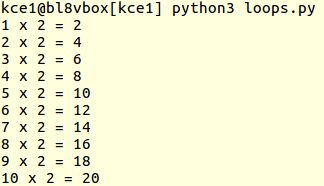 kce1@bl8vbox[kce1] python3 loops.py
1 x 2 = 2
2 x 2 = 4
3 x 2 = 6
4 x 2 = 8
5 x 2 = 10
6 x 2 = 12
7 x 2 = 14
8 x 2 = 16
9 x 2 = 18
10 x 2 = 20